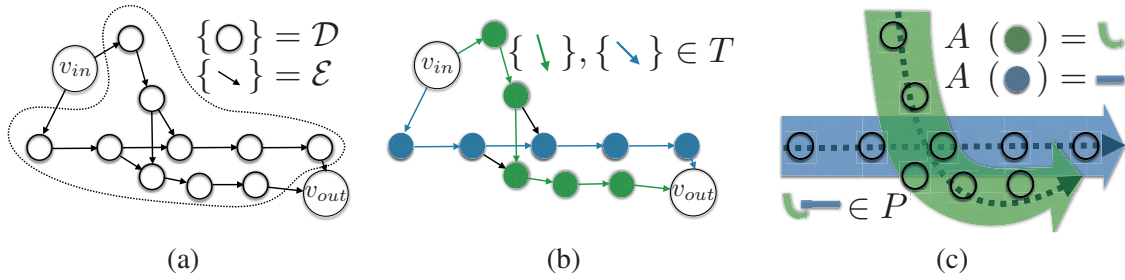 { } = D
{ } = E
v_in
v_out
(a)
{ }, { } ∈ T
v_in
v_out
(b)
A ( ) =
A ( ) =
∈ P
(c)